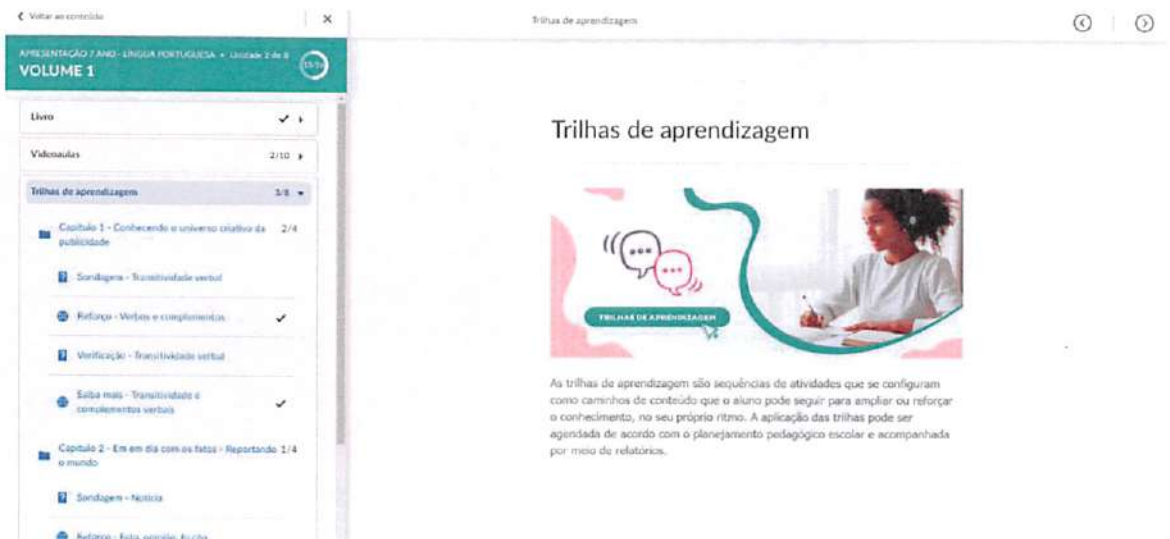 Voltar ao conteúdo
APRESENTAÇÃO 7 ANO - LÍNGUA PORTUGUESA • Unidade 2 de 8
VOLUME 1
Livro
Videoaulas 2/10
Trilhas de aprendizagem 3/8
Capítulo 1 - Conhecendo o universo criativo da 2/4
publicidade
Sondagem - Transitividade verbal
Reforço - Verbos e complementos
Verificação - Transitividade verbal
Saiba mais - Transitividade e
complementos verbais
Capítulo 2 - Em em dia com os fatos - Reportando 1/4
o mundo
Sondagem - Notícia
Reforço - Fato, opinião,
Trilhas de aprendizagem
Trilhas de aprendizagem
TRILHAS DE APRENDIZAGEM
As trilhas de aprendizagem são sequências de atividades que se configuram
como caminhos de conteúdo que o aluno pode seguir para ampliar ou reforçar
o conhecimento, no seu próprio ritmo. A aplicação das trilhas pode ser
agendada de acordo com o planejamento pedagógico escolar e acompanhada
por meio de relatórios.